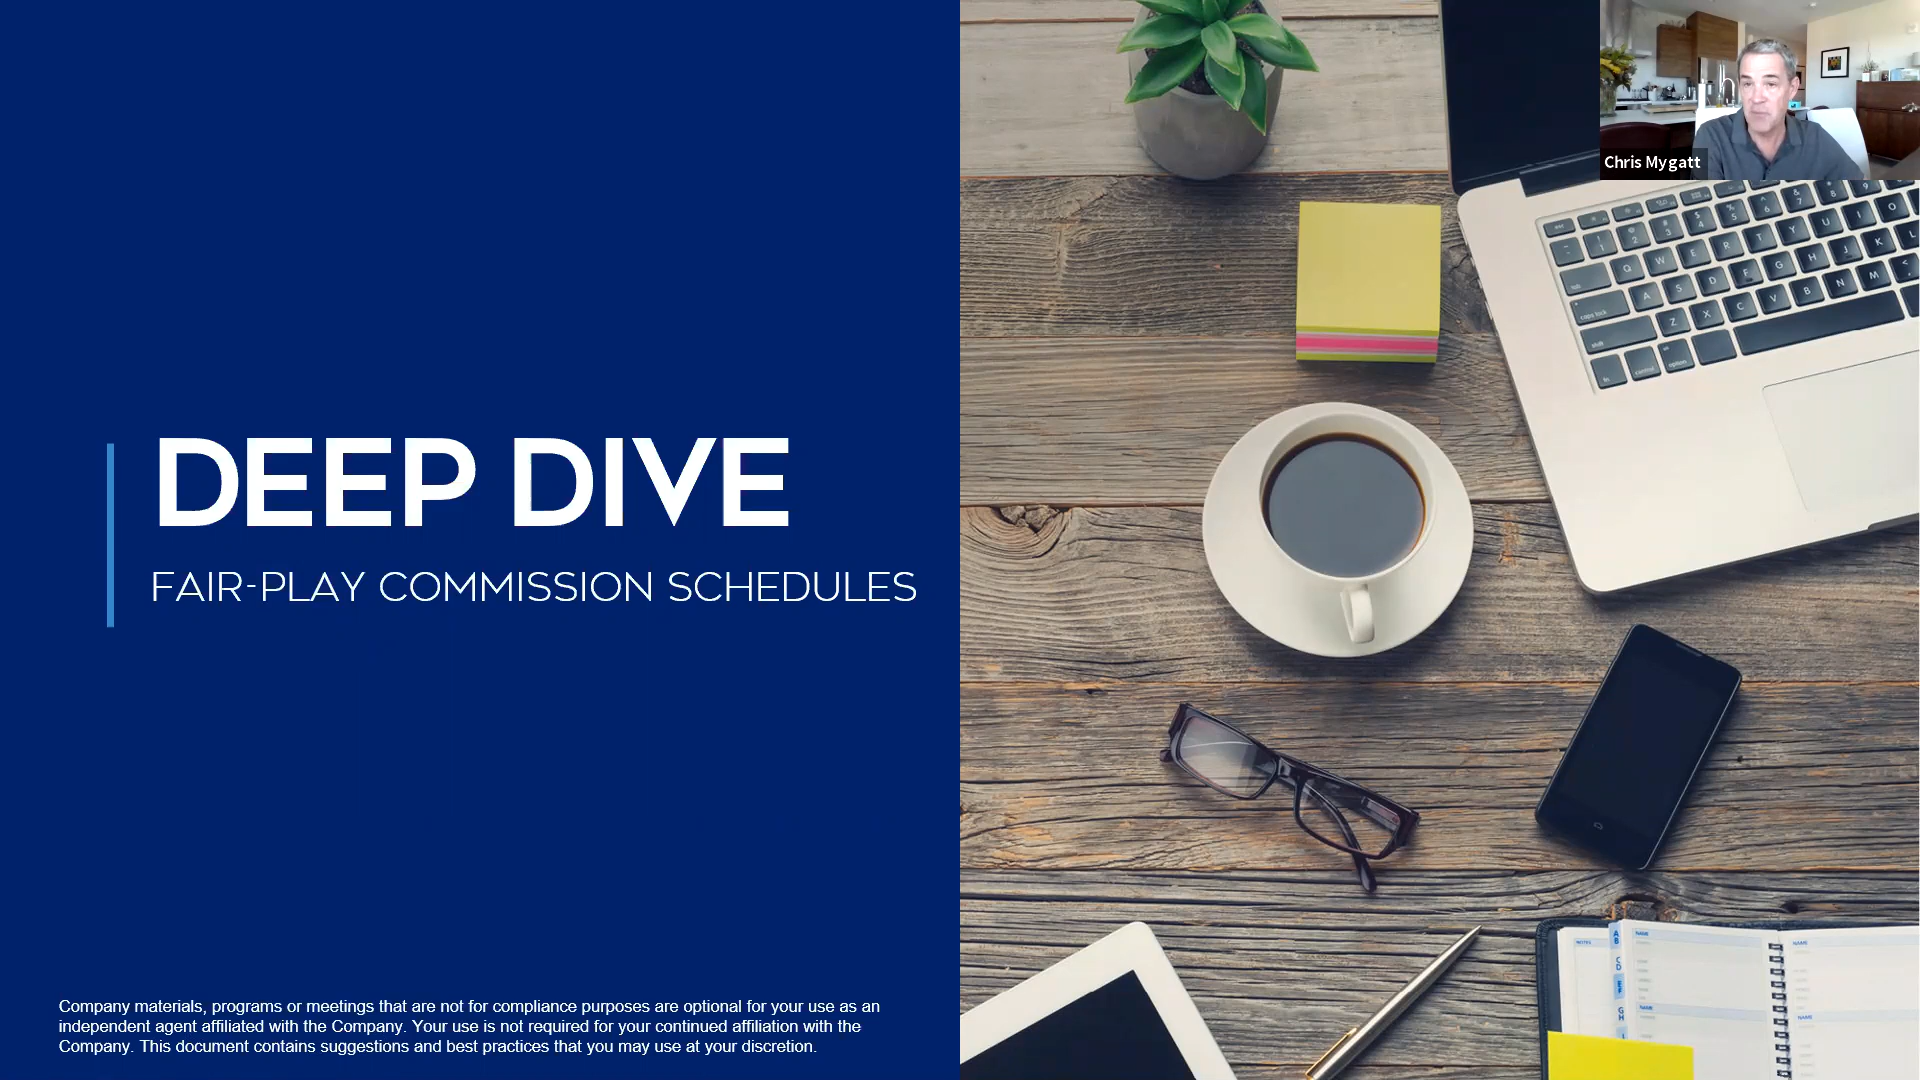 DEEP DIVE
FAIR-PLAY COMMISSION SCHEDULES
Company materials, programs or meetings that are not for compliance purposes are optional for your use as an
independent agent affiliated with the Company. Your use is not required for your continued affiliation with the
Company. This document contains suggestions and best practices that you may use at your discretion.
Chris Mygatt